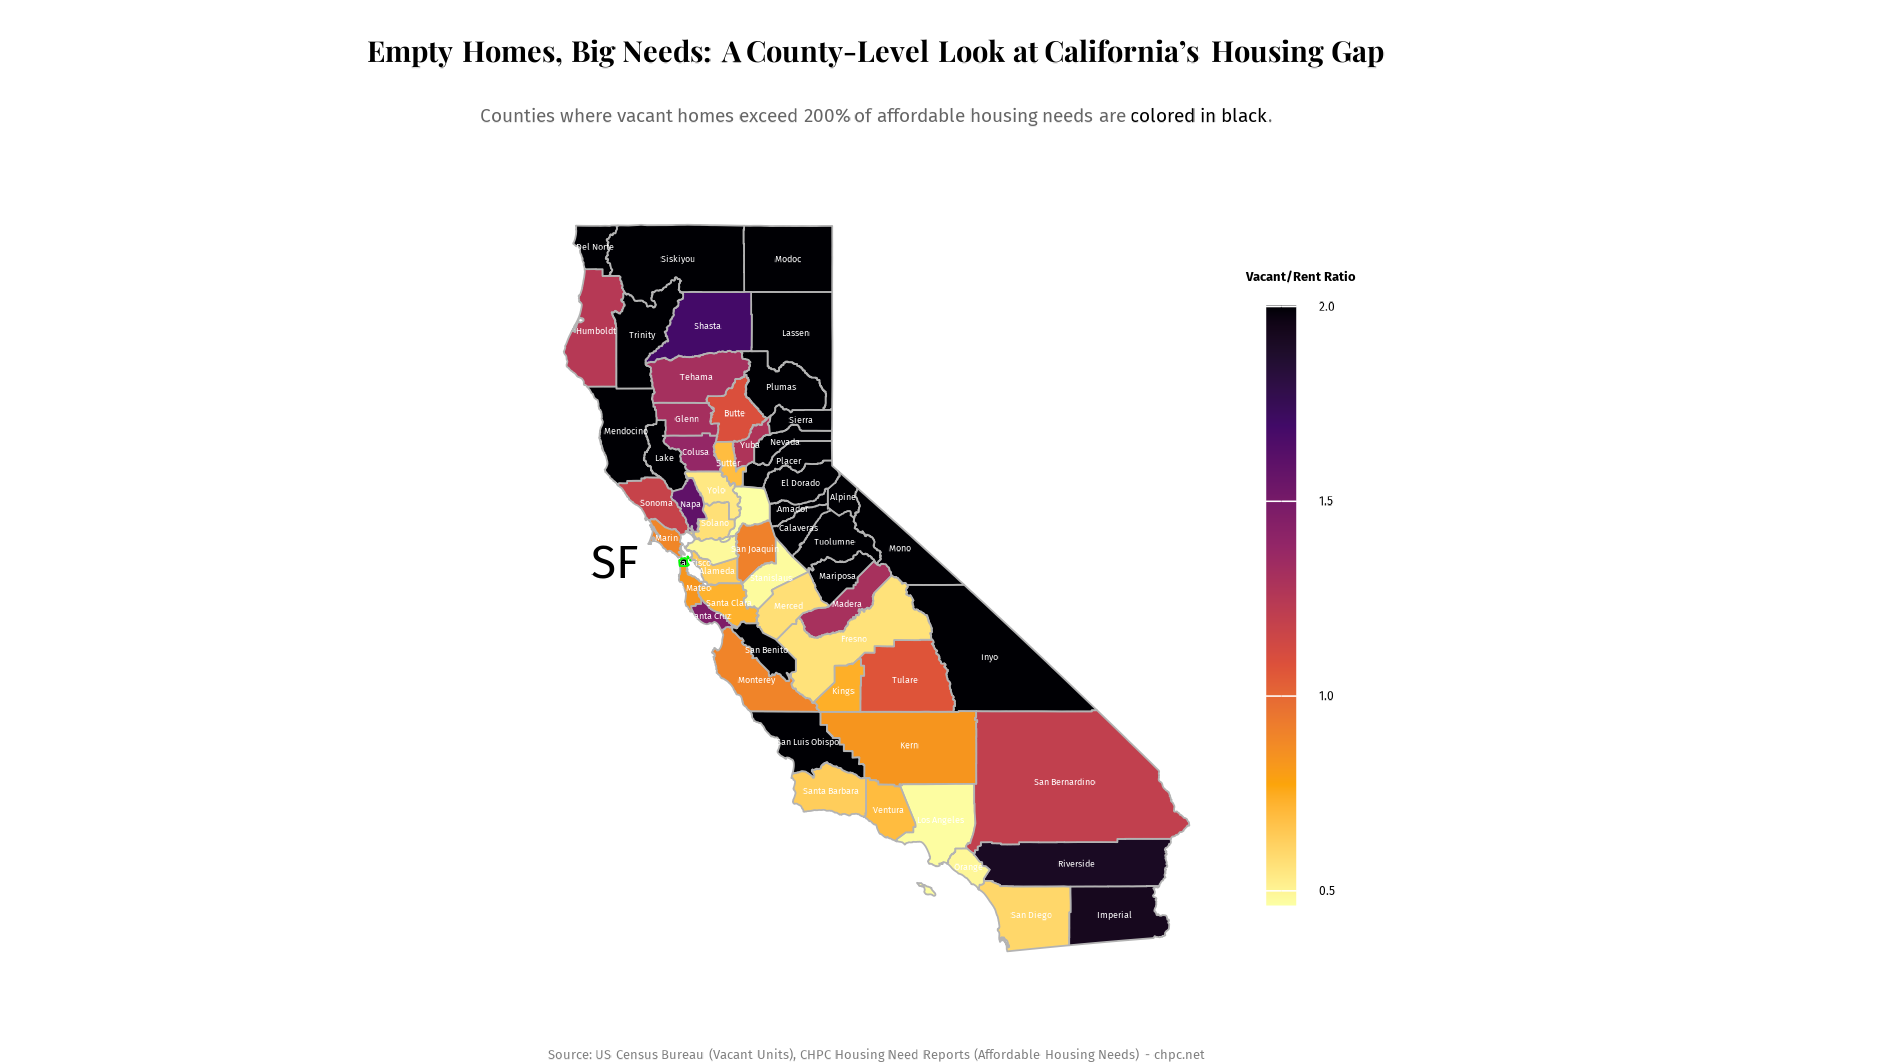 Empty Homes, Big Needs: A County-Level Look at California’s Housing Gap
Counties where vacant homes exceed 200% of affordable housing needs are colored in black.
Vacant/Rent Ratio
2.0
1.5
1.0
0.5
Del Norte
Siskiyou
Modoc
Humboldt
Trinity
Shasta
Lassen
Tehama
Plumas
Glenn
Butte
Sierra
Mendocino
Yuba
Nevada
Colusa
Lake
Sutter
Placer
El Dorado
Yolo
Alpine
Sonoma
Napa
Amador
Solano
Calaveras
Marin
Tuolumne
San Joaquin
Mono
SF
Alameda
Mariposa
Mateo
Santa Clara
Merced
Madera
Santa Cruz
Fresno
San Benito
Inyo
Monterey
Kings
Tulare
San Luis Obispo
Kern
San Bernardino
Santa Barbara
Ventura
Los Angeles
Riverside
San Diego
Imperial
Source: US Census Bureau (Vacant Units), CHPC Housing Need Reports (Affordable Housing Needs) - chpc.net